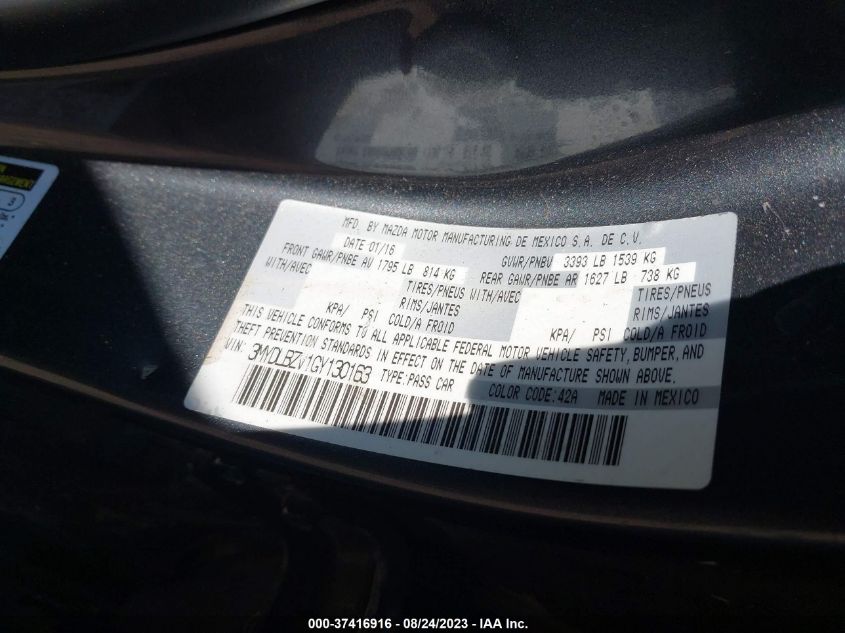 MFD. BY MAZDA MOTOR MANUFACTURING DE MEXICO S.A. DE C.V.
DATE 01/16 GVWR/PNBV 3393 LB 1539 KG
FRONT GAWR/PNBE AV 1795 LB 814 KG REAR GAWR/PNBE AR 1627 LB 738 KG
WITH/AVEC TIRES/PNEUS WITH/AVEC TIRES/PNEUS
RIMS/JANTES RIMS/JANTES
KPA/ PSI COLD/A FROID KPA/ PSI COLD/A FROID
THIS VEHICLE CONFORMS TO ALL APPLICABLE FEDERAL MOTOR VEHICLE SAFETY, BUMPER, AND
THEFT PREVENTION STANDARDS IN EFFECT ON THE DATE OF MANUFACTURE SHOWN ABOVE.
VIN: 3MYDLBZV1GY130163 TYPE:PASS CAR COLOR CODE:42A MADE IN MEXICO
000-37416916 - 08/24/2023 - IAA Inc.